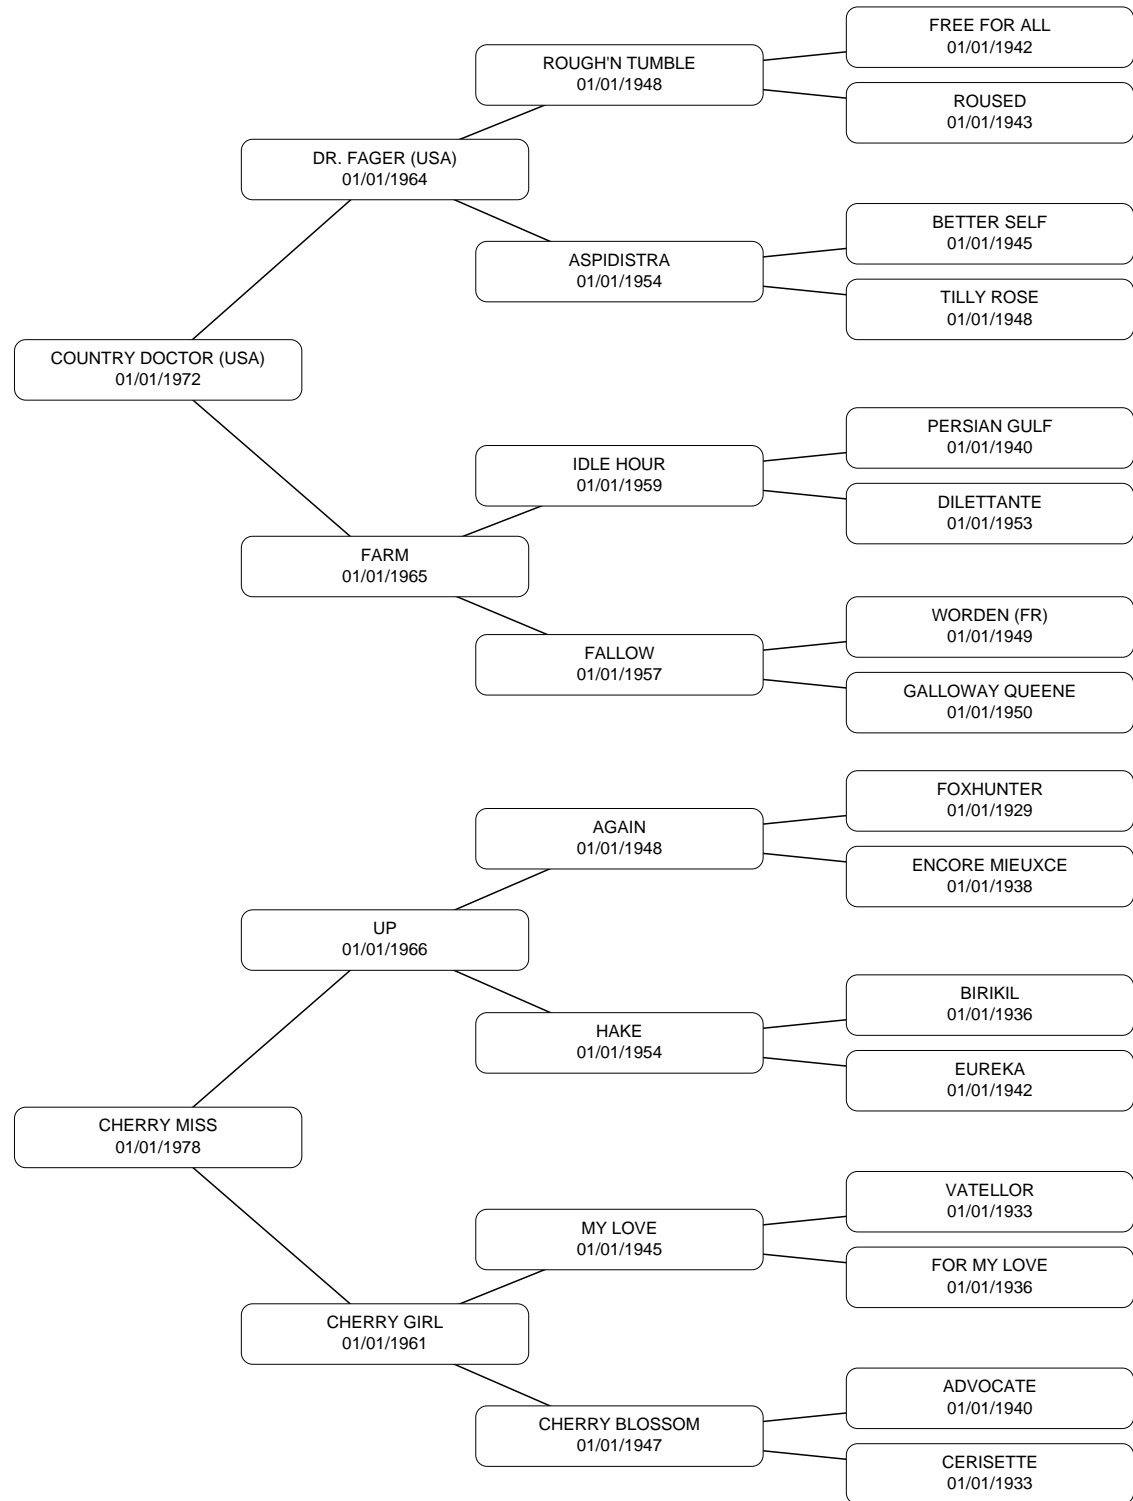 FREE FOR ALL
01/01/1942
ROUGH'N TUMBLE
01/01/1948
ROUSED
01/01/1943
DR. FAGER (USA)
01/01/1964
BETTER SELF
01/01/1945
ASPIDISTRA
01/01/1954
TILLY ROSE
01/01/1948
COUNTRY DOCTOR (USA)
01/01/1972
PERSIAN GULF
01/01/1940
IDLE HOUR
01/01/1959
DILETTANTE
01/01/1953
FARM
01/01/1965
WORDEN (FR)
01/01/1949
FALLOW
01/01/1957
GALLOWAY QUEENE
01/01/1950
FOXHUNTER
01/01/1929
AGAIN
01/01/1948
ENCORE MIEUXCE
01/01/1938
UP
01/01/1966
BIRIKIL
01/01/1936
HAKE
01/01/1954
EUREKA
01/01/1942
CHERRY MISS
01/01/1978
VATELLOR
01/01/1933
MY LOVE
01/01/1945
FOR MY LOVE
01/01/1936
CHERRY GIRL
01/01/1961
ADVOCATE
01/01/1940
CHERRY BLOSSOM
01/01/1947
CERISETTE
01/01/1933